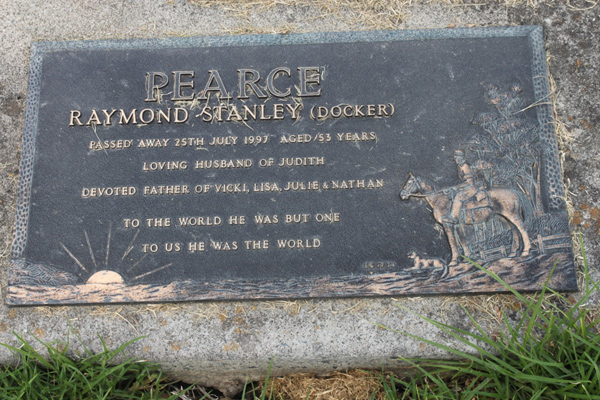 PEARCE
RAYMOND STANLEY (DOCKER)
PASSED AWAY 25TH JULY 1997 AGED 53 YEARS
LOVING HUSBAND OF JUDITH
DEVOTED FATHER OF VICKI, LISA, JULIE & NATHAN
TO THE WORLD HE WAS BUT ONE
TO US HE WAS THE WORLD